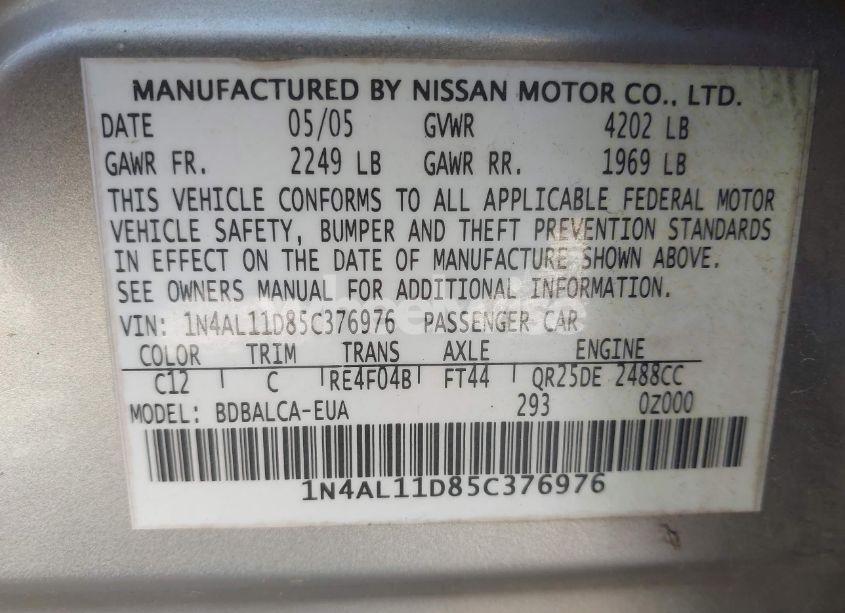 MANUFACTURED BY NISSAN MOTOR CO., LTD.
DATE 05/05 GVWR 4202 LB
GAWR FR. 2249 LB GAWR RR. 1969 LB
THIS VEHICLE CONFORMS TO ALL APPLICABLE FEDERAL MOTOR
VEHICLE SAFETY, BUMPER AND THEFT PREVENTION STANDARDS
IN EFFECT ON THE DATE OF MANUFACTURE SHOWN ABOVE.
SEE OWNERS MANUAL FOR ADDITIONAL INFORMATION.
VIN: 1N4AL11D85C376976 PASSENGER CAR
COLOR TRIM TRANS AXLE ENGINE
C12 C RE4F04B FT44 QR25DE 2488CC
MODEL: BDBALCA-EUA 293 0Z000
1N4AL11D85C376976